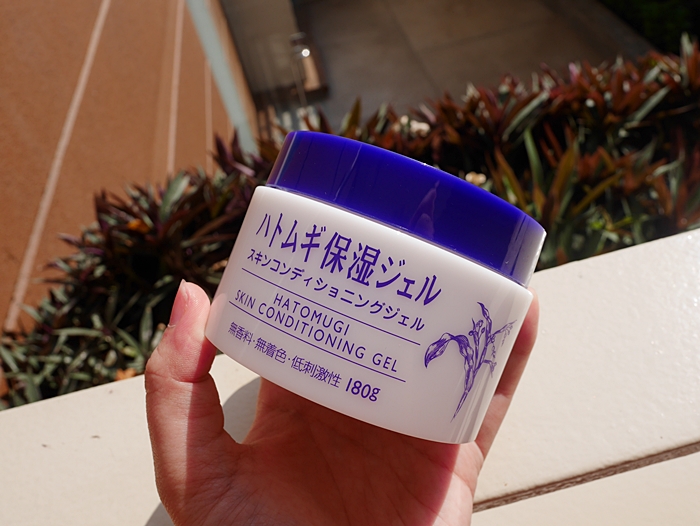 ハトムギ保湿ジェル
スキンコンディショニングジェル
HATOMUGI
SKIN CONDITIONING GEL
無香料・無着色・低刺激性 180g